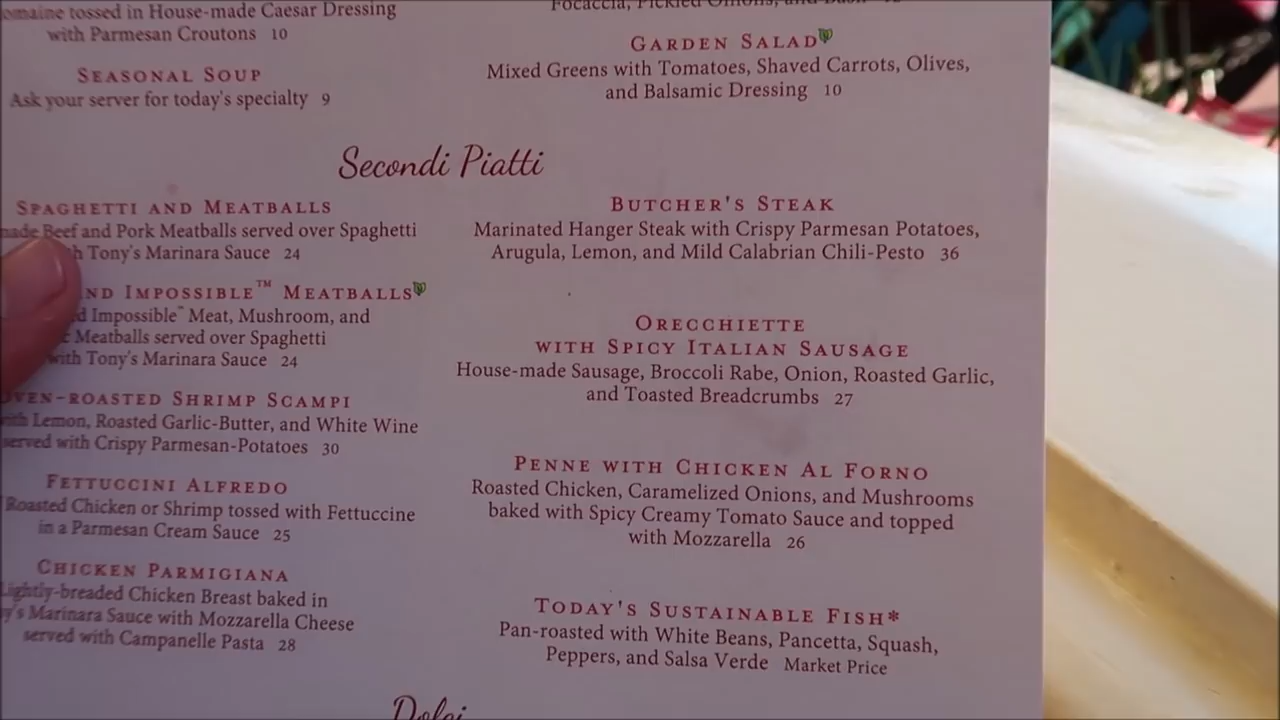 omaine tossed in House-made Caesar Dressing
with Parmesan Croutons 10
SEASONAL SOUP
Ask your server for today's specialty 9
Focaccia, Pickled Onions, and
GARDEN SALAD
Mixed Greens with Tomatoes, Shaved Carrots, Olives,
and Balsamic Dressing 10
Secondi Piatti
SPAGHETTI AND MEATBALLS
made Beef and Pork Meatballs served over Spaghetti
h Tony's Marinara Sauce 24
ND IMPOSSIBLE™ MEATBALLS
d Impossible™ Meat, Mushroom, and
Meatballs served over Spaghetti
with Tony's Marinara Sauce 24
VEN-ROASTED SHRIMP SCAMPI
with Lemon, Roasted Garlic-Butter, and White Wine
served with Crispy Parmesan-Potatoes 30
FETTUCCINI ALFREDO
Roasted Chicken or Shrimp tossed with Fettuccine
in a Parmesan Cream Sauce 25
CHICKEN PARMIGIANA
Lightly-breaded Chicken Breast baked in
y's Marinara Sauce with Mozzarella Cheese
served with Campanelle Pasta 28
BUTCHER'S STEAK
Marinated Hanger Steak with Crispy Parmesan Potatoes,
Arugula, Lemon, and Mild Calabrian Chili-Pesto 36
ORECCHIETTE
WITH SPICY ITALIAN SAUSAGE
House-made Sausage, Broccoli Rabe, Onion, Roasted Garlic,
and Toasted Breadcrumbs 27
PENNE WITH CHICKEN AL FORNO
Roasted Chicken, Caramelized Onions, and Mushrooms
baked with Spicy Creamy Tomato Sauce and topped
with Mozzarella 26
TODAY'S SUSTAINABLE FISH*
Pan-roasted with White Beans, Pancetta, Squash,
Peppers, and Salsa Verde Market Price
Dolci